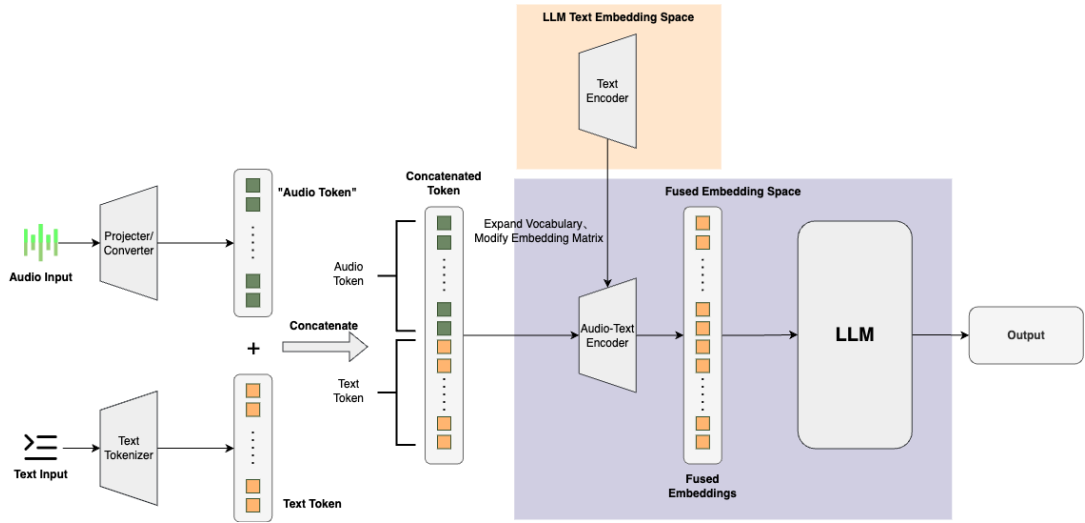 LLM Text Embedding Space
Text
Encoder
"Audio Token"
Projecter/
Converter
Audio Input
Concatenated
Token
Audio
Token
Concatenate
+
Text
Token
Text
Tokenizer
Text Input
Text Token
Fused Embedding Space
Expand Vocabulary、
Modify Embedding Matrix
Audio-Text
Encoder
LLM
Output
Fused
Embeddings